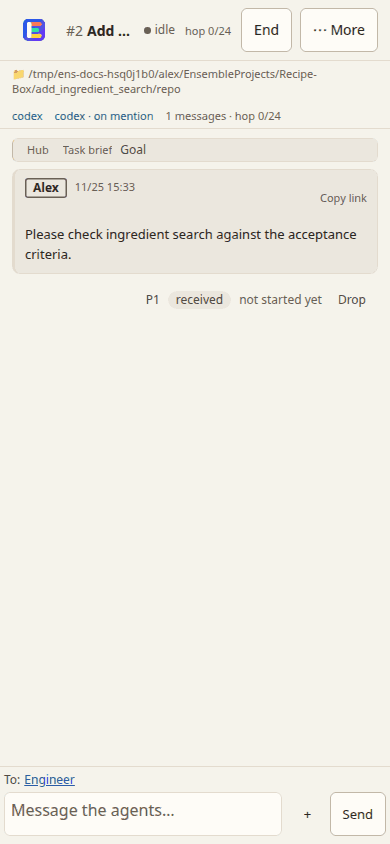 #2 Add ... idle hop 0/24 End ··· More
/tmp/ens-docs-hsq0j1b0/alex/EnsembleProjects/Recipe-
Box/add_ingredient_search/repo
codex codex · on mention 1 messages · hop 0/24
Hub Task brief Goal
Alex 11/25 15:33
Copy link
Please check ingredient search against the acceptance
criteria.
P1 received not started yet Drop
To: Engineer
Message the agents...
+ Send